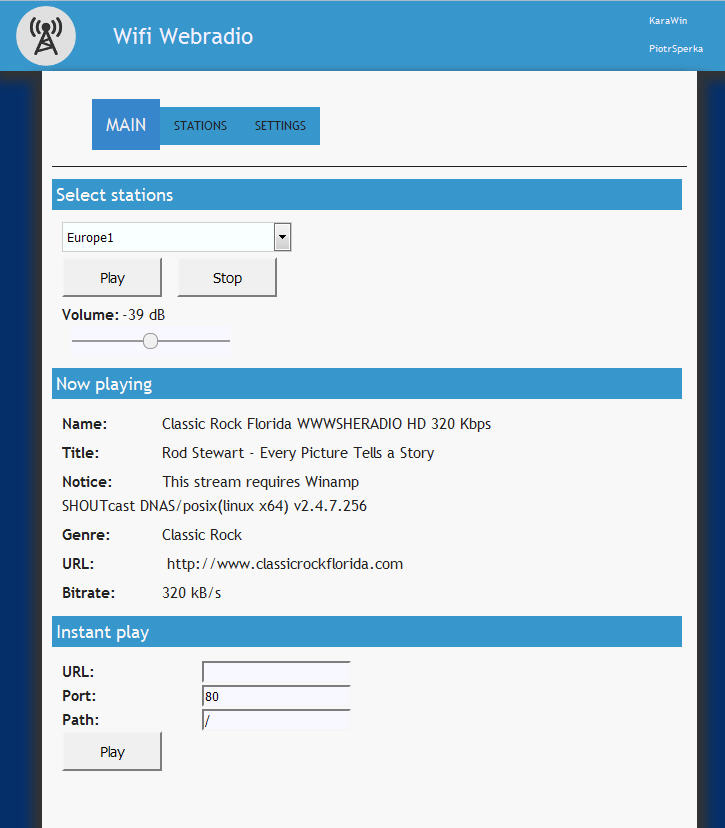 Wifi Webradio
KaraWin
PiotrSperka
MAIN STATIONS SETTINGS
Select stations
Europe1
Play Stop
Volume: -39 dB
Now playing
Name: Classic Rock Florida WWWSHERADIO HD 320 Kbps
Title: Rod Stewart - Every Picture Tells a Story
Notice: This stream requires Winamp
SHOUTcast DNAS/posix(linux x64) v2.4.7.256
Genre: Classic Rock
URL: http://www.classicrockflorida.com
Bitrate: 320 kB/s
Instant play
URL:
Port: 80
Path: /
Play